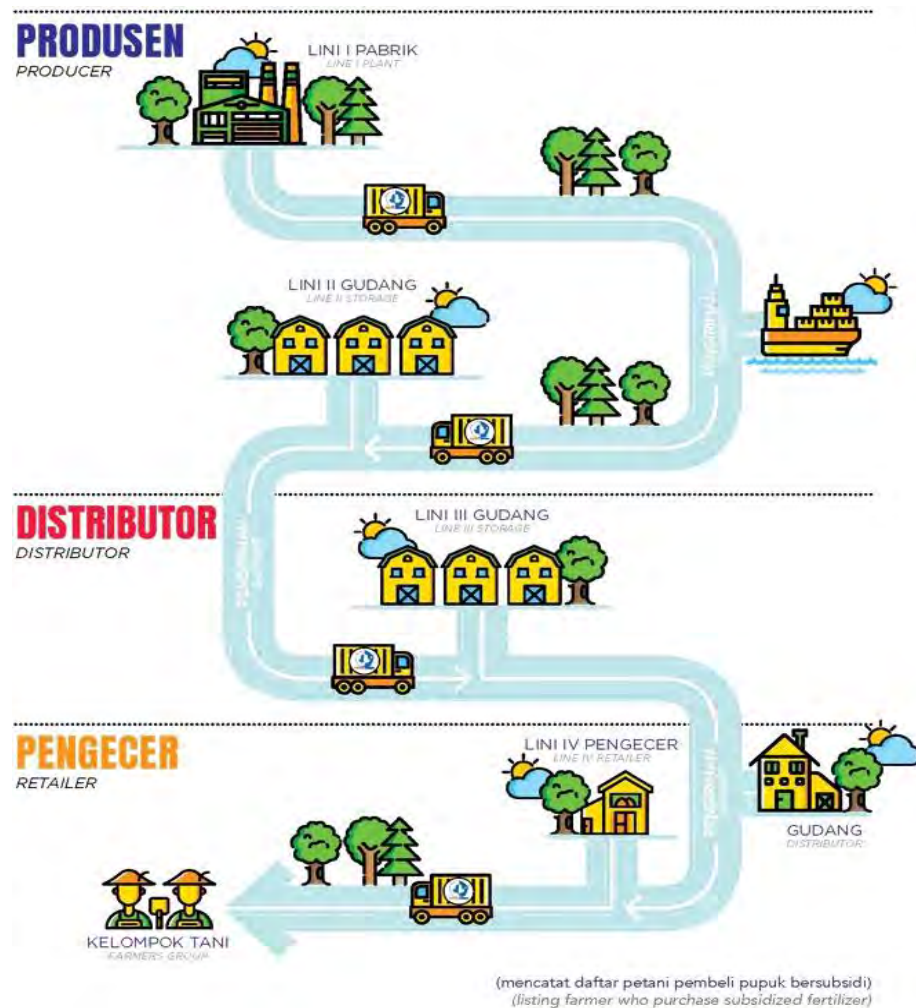 PRODUSEN
PRODUCER
LINI I PABRIK
LINE I PLANT
LINI II GUDANG
LINE II STORAGE
DISTRIBUTOR
DISTRIBUTOR
LINI III GUDANG
LINE III STORAGE
PENGECER
RETAILER
LINI IV PENGECER
LINE IV RETAILER
GUDANG
DISTRIBUTOR
KELOMPOK TANI
FARMERS GROUP
(mencatat daftar petani pembeli pupuk bersubsidi)
(listing farmer who purchase subsidized fertilizer)